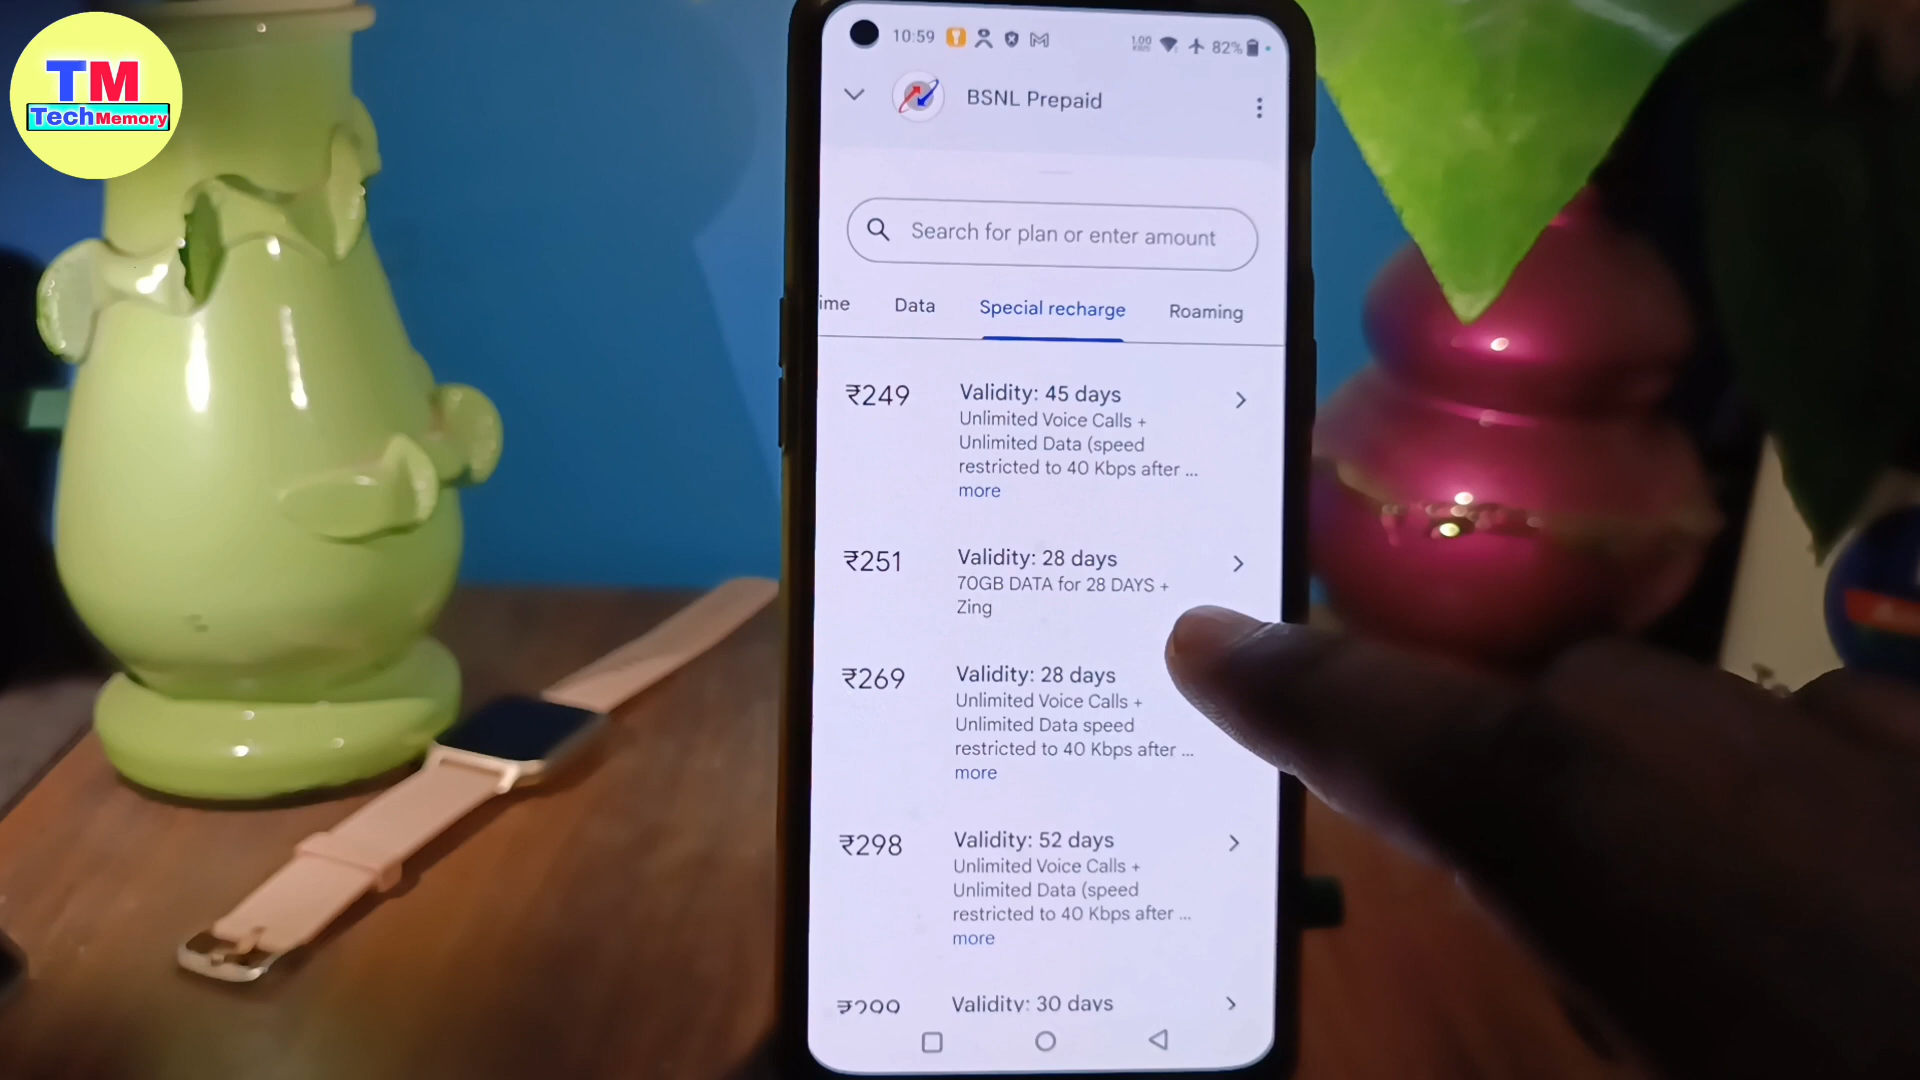 TM
TechMemory
10:59
1.00
82%
BSNL Prepaid
Search for plan or enter amount
ime
Data
Special recharge
Roaming
₹249
Validity: 45 days
Unlimited Voice Calls +
Unlimited Data (speed
restricted to 40 Kbps after ...
more
₹251
Validity: 28 days
70GB DATA for 28 DAYS +
Zing
₹269
Validity: 28 days
Unlimited Voice Calls +
Unlimited Data speed
restricted to 40 Kbps after ...
more
₹298
Validity: 52 days
Unlimited Voice Calls +
Unlimited Data (speed
restricted to 40 Kbps after ...
more
₹299
Validity: 30 days